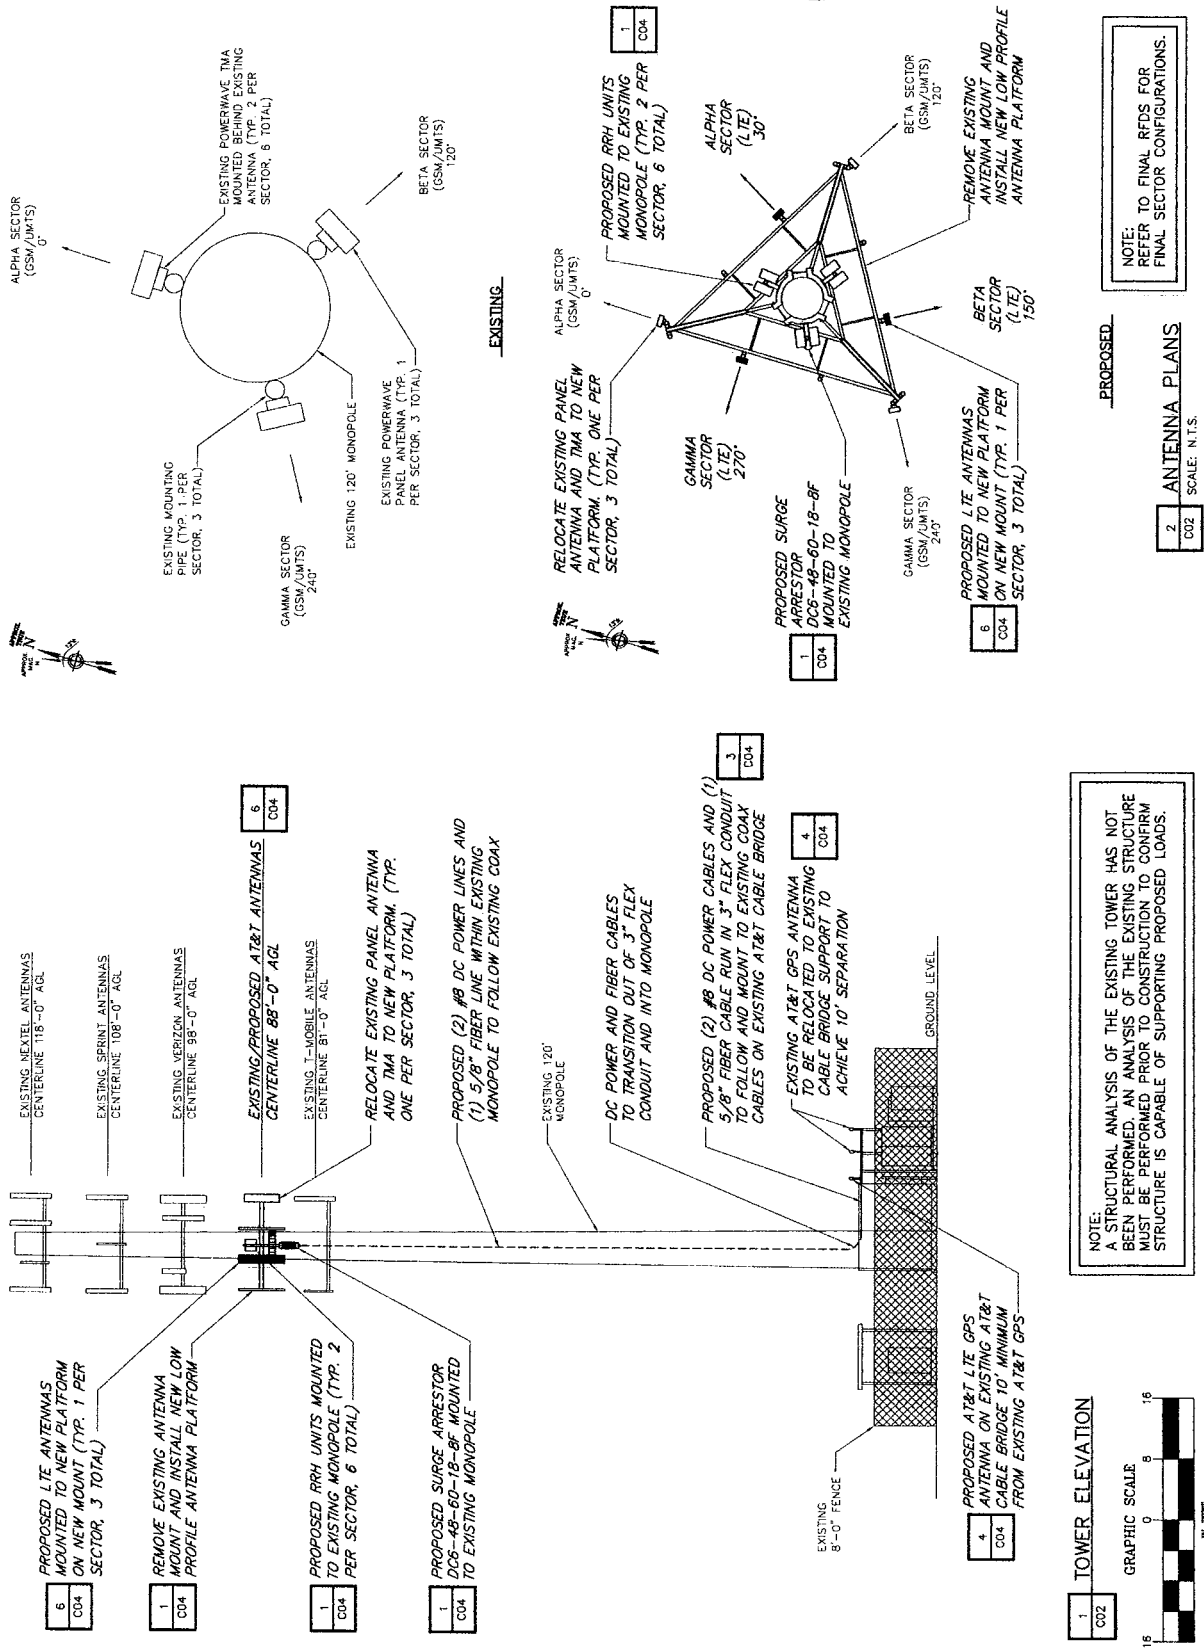 EXISTING NEXTEL ANTENNAS
CENTERLINE 118'-0" AGL
EXISTING SPRINT ANTENNAS
CENTERLINE 108'-0" AGL
EXISTING VERIZON ANTENNAS
CENTERLINE 98'-0" AGL
EXISTING/PROPOSED AT&T ANTENNAS
CENTERLINE 88'-0" AGL
6
C04
EXISTING T-MOBILE ANTENNAS
CENTERLINE 81'-0" AGL
RELOCATE EXISTING PANEL ANTENNA
AND TMA TO NEW PLATFORM. (TYP.
ONE PER SECTOR, 3 TOTAL)
PROPOSED (2) #8 DC POWER LINES AND
(1) 5/8" FIBER LINE WITHIN EXISTING
MONOPOLE TO FOLLOW EXISTING COAX
EXISTING 120'
MONOPOLE
DC POWER AND FIBER CABLES
TO TRANSITION OUT OF 3" FLEX
CONDUIT AND INTO MONOPOLE
PROPOSED (2) #8 DC POWER CABLES AND (1)
5/8" FIBER CABLE RUN IN 3" FLEX CONDUIT
TO FOLLOW AND MOUNT TO EXISTING COAX
CABLES ON EXISTING AT&T CABLE BRIDGE
3
C04
EXISTING AT&T GPS ANTENNA
TO BE RELOCATED TO EXISTING
CABLE BRIDGE SUPPORT TO
ACHIEVE 10' SEPARATION
4
C04
GROUND LEVEL
6
C04
PROPOSED LTE ANTENNAS
MOUNTED TO NEW PLATFORM
ON NEW MOUNT (TYP. 1 PER
SECTOR, 3 TOTAL)
1
C04
REMOVE EXISTING ANTENNA
MOUNT AND INSTALL NEW LOW
PROFILE ANTENNA PLATFORM
1
C04
PROPOSED RRH UNITS MOUNTED
TO EXISTING MONOPOLE (TYP. 2
PER SECTOR, 6 TOTAL)
1
C04
PROPOSED SURGE ARRESTOR
DC6-48-60-18-8F MOUNTED
TO EXISTING MONOPOLE
EXISTING
8'-0" FENCE
4
C04
PROPOSED AT&T LTE GPS
ANTENNA ON EXISTING AT&T
CABLE BRIDGE 10' MINIMUM
FROM EXISTING AT&T GPS
NOTE:
A STRUCTURAL ANALYSIS OF THE EXISTING TOWER HAS NOT
BEEN PERFORMED. AN ANALYSIS OF THE EXISTING STRUCTURE
MUST BE PERFORMED PRIOR TO CONSTRUCTION TO CONFIRM
STRUCTURE IS CAPABLE OF SUPPORTING PROPOSED LOADS.
1
C02
TOWER ELEVATION
GRAPHIC SCALE
16 0 8 16
APPROX
TRUE
N
APPROX
MAG
N
ALPHA SECTOR
(GSM/UMTS)
0°
EXISTING POWERWAVE TMA
MOUNTED BEHIND EXISTING
ANTENNA (TYP. 2 PER
SECTOR, 6 TOTAL)
EXISTING MOUNTING
PIPE (TYP. 1 PER
SECTOR, 3 TOTAL)
BETA SECTOR
(GSM/UMTS)
120°
GAMMA SECTOR
(GSM/UMTS)
240°
EXISTING 120' MONOPOLE
EXISTING POWERWAVE
PANEL ANTENNA (TYP. 1
PER SECTOR, 3 TOTAL)
EXISTING
APPROX
TRUE
N
APPROX
MAG
N
RELOCATE EXISTING PANEL
ANTENNA AND TMA TO NEW
PLATFORM. (TYP. ONE PER
SECTOR, 3 TOTAL)
ALPHA SECTOR
(GSM/UMTS)
0°
PROPOSED RRH UNITS
MOUNTED TO EXISTING
MONOPOLE (TYP. 2 PER
SECTOR, 6 TOTAL)
1
C04
ALPHA
SECTOR
(LTE)
30°
GAMMA
SECTOR
(LTE)
270°
1
C04
PROPOSED SURGE
ARRESTOR
DC6-48-60-18-8F
MOUNTED TO
EXISTING MONOPOLE
BETA SECTOR
(GSM/UMTS)
120°
GAMMA SECTOR
(GSM/UMTS)
240°
BETA
SECTOR
(LTE)
150°
REMOVE EXISTING
ANTENNA MOUNT AND
INSTALL NEW LOW PROFILE
ANTENNA PLATFORM
6
C04
PROPOSED LTE ANTENNAS
MOUNTED TO NEW PLATFORM
ON NEW MOUNT (TYP. 1 PER
SECTOR, 3 TOTAL)
PROPOSED
NOTE:
REFER TO FINAL RFDS FOR
FINAL SECTOR CONFIGURATIONS.
2
C02
ANTENNA PLANS
SCALE: N.T.S.